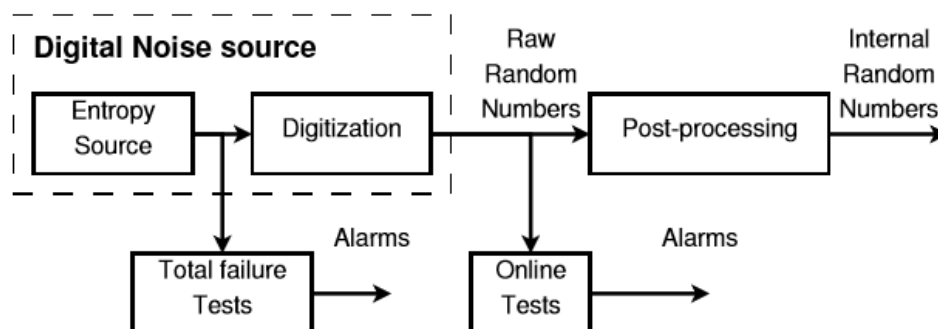 Digital Noise source
Entropy
Source
Digitization
Raw
Random
Numbers
Post-processing
Internal
Random
Numbers
Total failure
Tests
Alarms
Online
Tests
Alarms